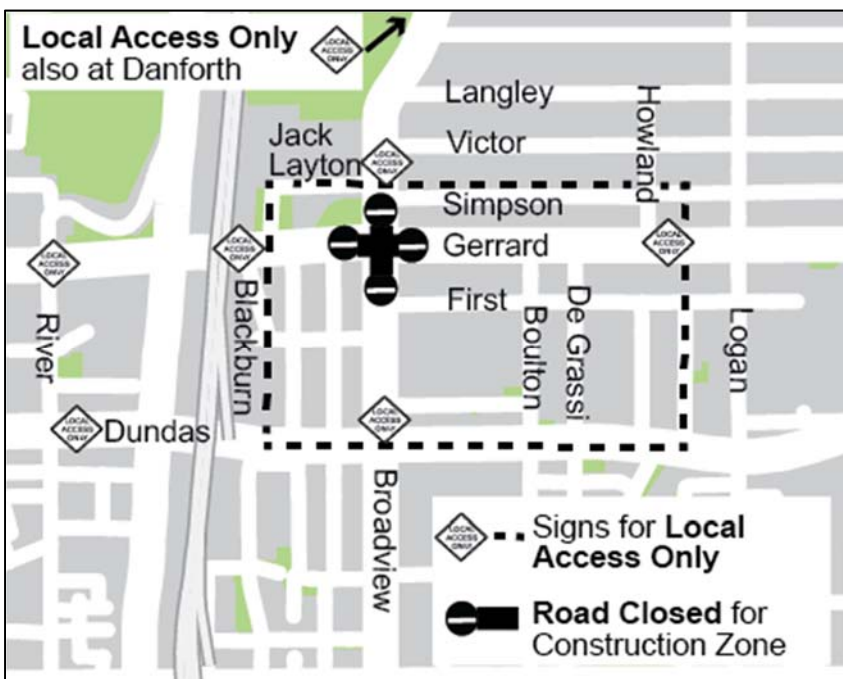 Local Access Only
also at Danforth
LOCAL ACCESS ONLY
Langley
Howland
Jack
Layton
Victor
LOCAL ACCESS ONLY
Simpson
LOCAL ACCESS ONLY
LOCAL ACCESS ONLY
Gerrard
LOCAL ACCESS ONLY
River
Blackburn
First
Boulton
De Grassi
Logan
LOCAL ACCESS ONLY
Dundas
LOCAL ACCESS ONLY
Broadview
LOCAL ACCESS ONLY
Signs for Local
Access Only
Road Closed for
Construction Zone